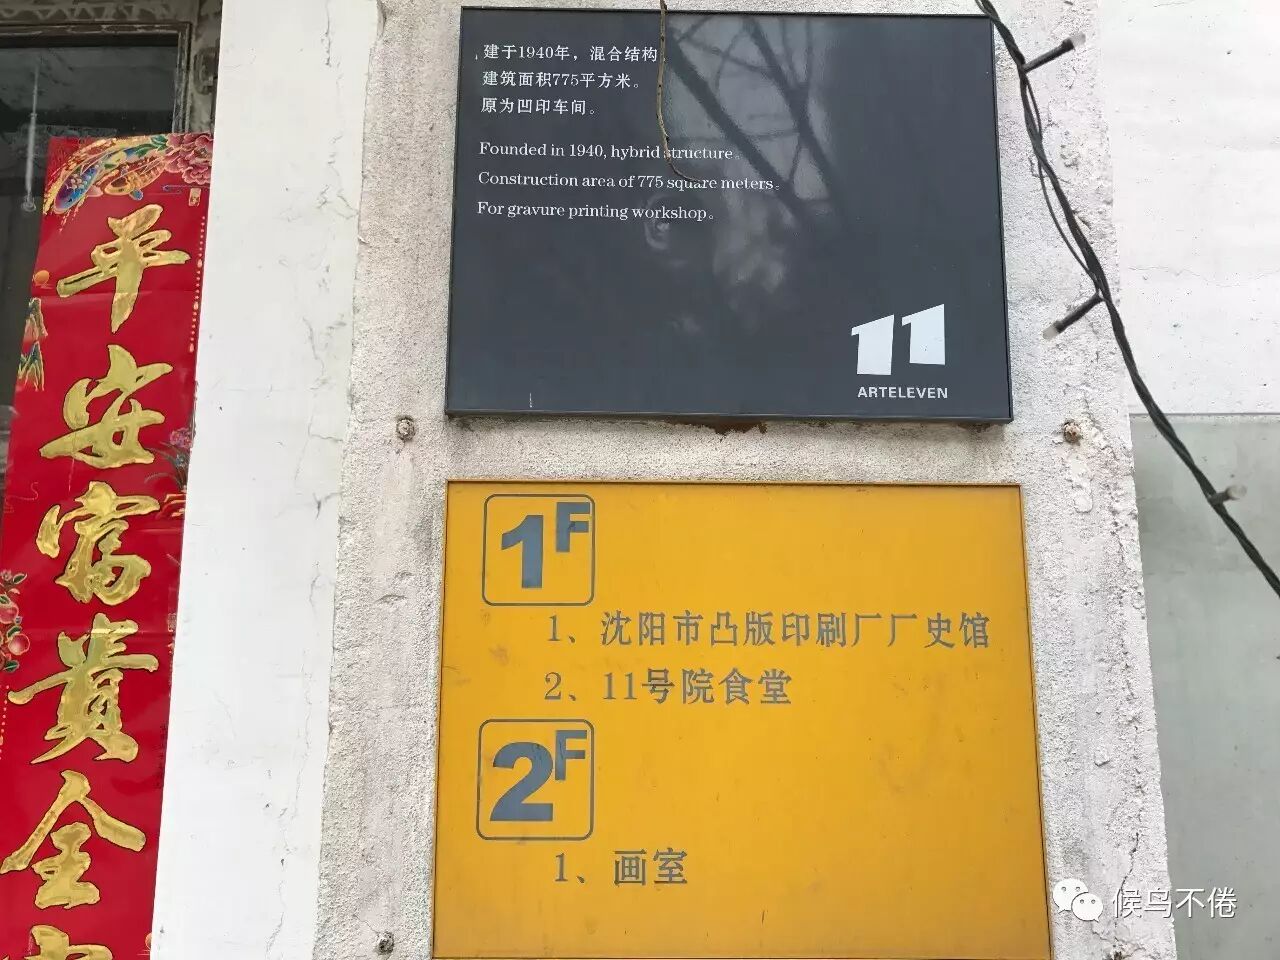 平安富贵全
建于1940年，混合结构
建筑面积775平方米。
原为凹印车间。
Founded in 1940, hybrid structure。
Construction area of 775 square meters。
For gravure printing workshop。
11
ARTELEVEN
1F
1、沈阳市凸版印刷厂厂史馆
2、11号院食堂
2F
1、画室
候鸟不倦